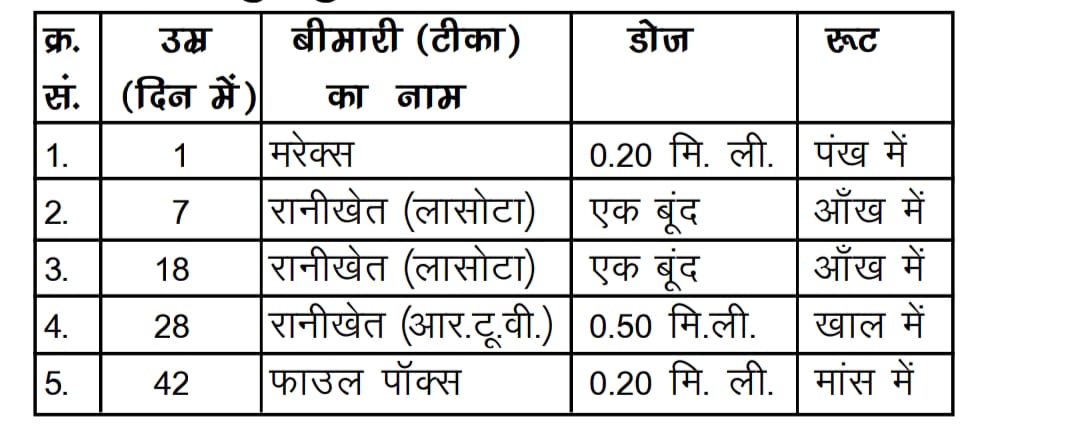 क्र. उम्र बीमारी (टीका) डोज रूट
सं. (दिन में) का नाम
1. 1 मरेक्स 0.20 मि. ली. पंख में
2. 7 रानीखेत (लासोटा) एक बूंद आँख में
3. 18 रानीखेत (लासोटा) एक बूंद आँख में
4. 28 रानीखेत (आर.टू.वी.) 0.50 मि.ली. खाल में
5. 42 फाउल पॉक्स 0.20 मि. ली. मांस में